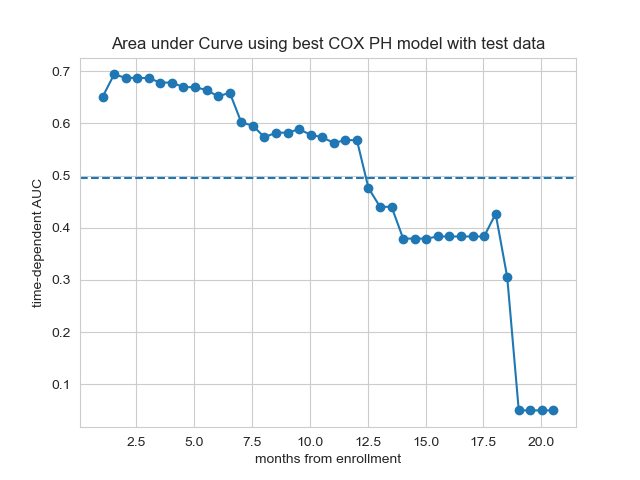 Area under Curve using best COX PH model with test data
time-dependent AUC
0.7
0.6
0.5
0.4
0.3
0.2
0.1
2.5 5.0 7.5 10.0 12.5 15.0 17.5 20.0
months from enrollment